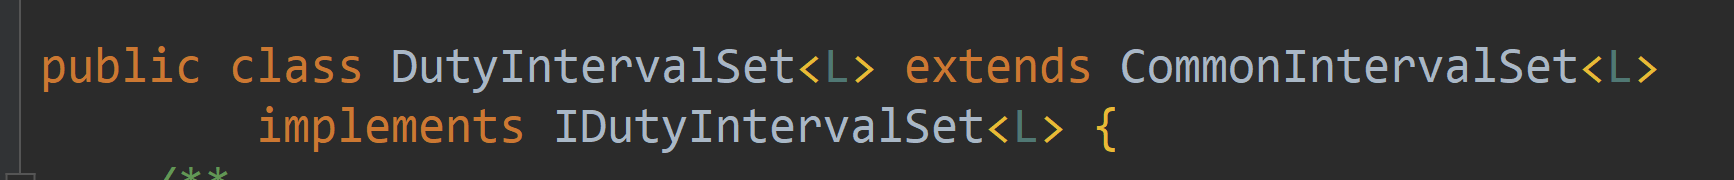 public class DutyIntervalSet<L> extends CommonIntervalSet<L>
        implements IDutyIntervalSet<L> {
    /**